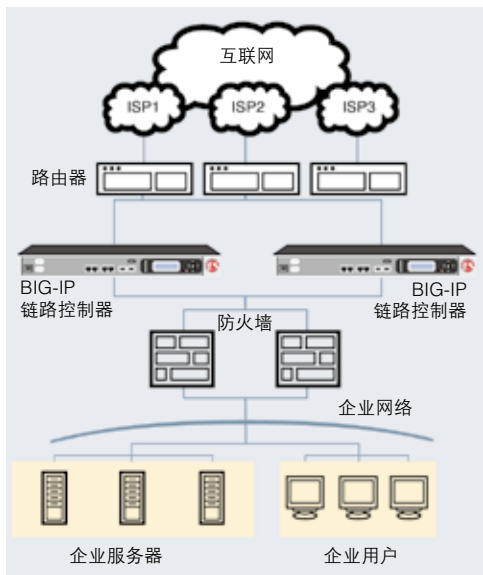 互联网
ISP1
ISP2
ISP3
路由器
BIG-IP
链路控制器
BIG-IP
链路控制器
防火墙
企业网络
企业服务器
企业用户